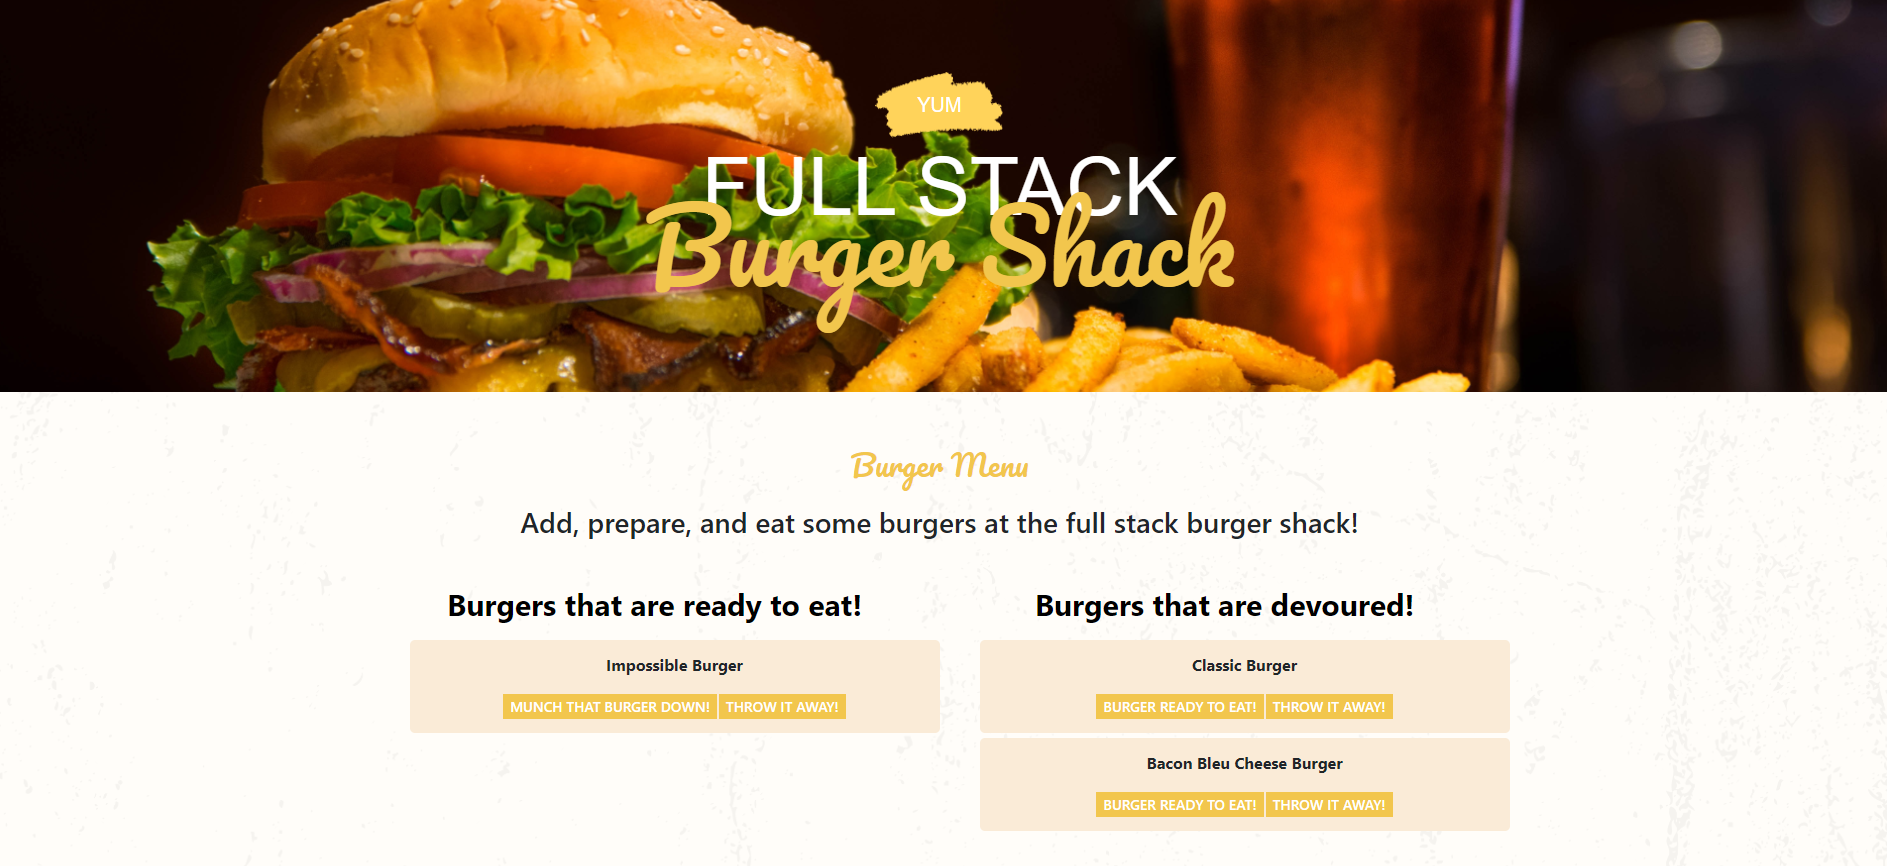 YUM
FULL STACK
Burger Shack
Burger Menu
Add, prepare, and eat some burgers at the full stack burger shack!
Burgers that are ready to eat!
Impossible Burger
MUNCH THAT BURGER DOWN! THROW IT AWAY!
Burgers that are devoured!
Classic Burger
BURGER READY TO EAT! THROW IT AWAY!
Bacon Bleu Cheese Burger
BURGER READY TO EAT! THROW IT AWAY!